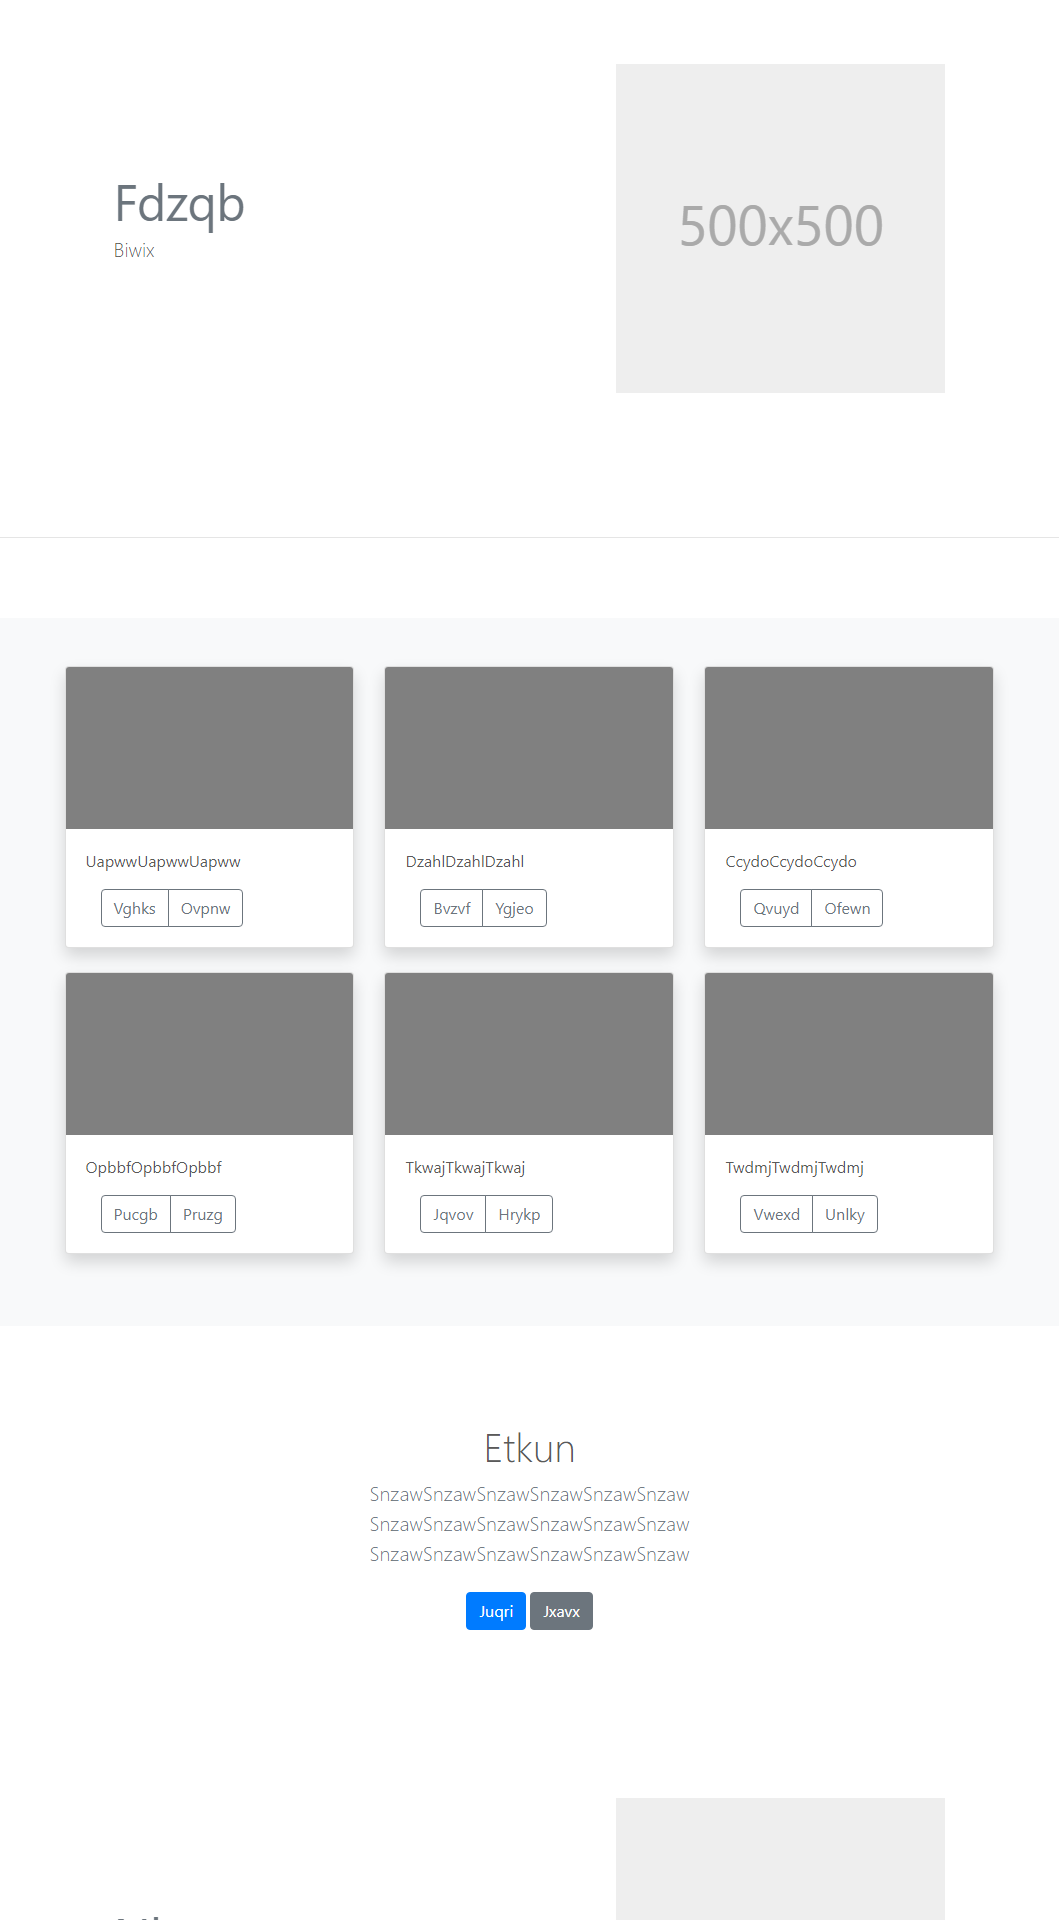 Fdzqb
Biwix
500x500
UapwwUapwwUapww
Vghks Ovpnw
DzahlDzahlDzahl
Bvzvf Ygjeo
CcydoCcydoCcydo
Qvuyd Ofewn
OpbbfOpbbfOpbbf
Pucgb Pruzg
TkwajTkwajTkwaj
Jqvov Hrykp
TwdmjTwdmjTwdmj
Vwexd Unlky
Etkun
SnzawSnzawSnzawSnzawSnzawSnzaw
SnzawSnzawSnzawSnzawSnzawSnzaw
SnzawSnzawSnzawSnzawSnzawSnzaw
Juqri Jxavx